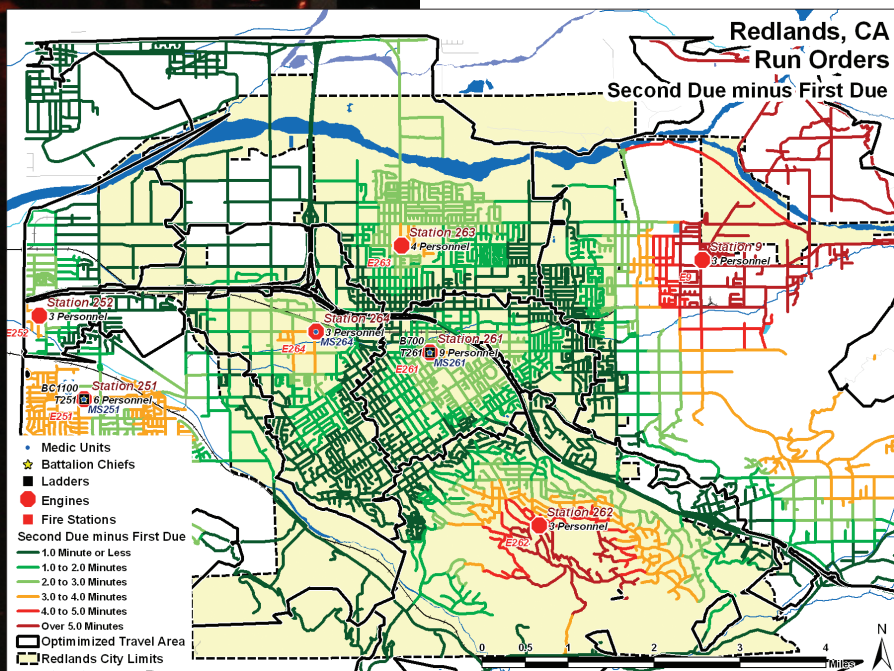 Redlands, CA
Run Orders
Second Due minus First Due
Station 263
4 Personnel
E263
Station 9
3 Personnel
E9
Station 252
3 Personnel
E252
Station 264
3 Personnel
MS264
E264
B700
Station 261
T261
9 Personnel
MS261
E261
BC1100
Station 251
T251
6 Personnel
MS251
E251
Station 262
3 Personnel
E262
Medic Units
Battalion Chiefs
Ladders
Engines
Fire Stations
Second Due minus First Due
1.0 Minute or Less
1.0 to 2.0 Minutes
2.0 to 3.0 Minutes
3.0 to 4.0 Minutes
4.0 to 5.0 Minutes
Over 5.0 Minutes
Optimimized Travel Area
Redlands City Limits
0 0.5 1 2 3 4
Miles
N